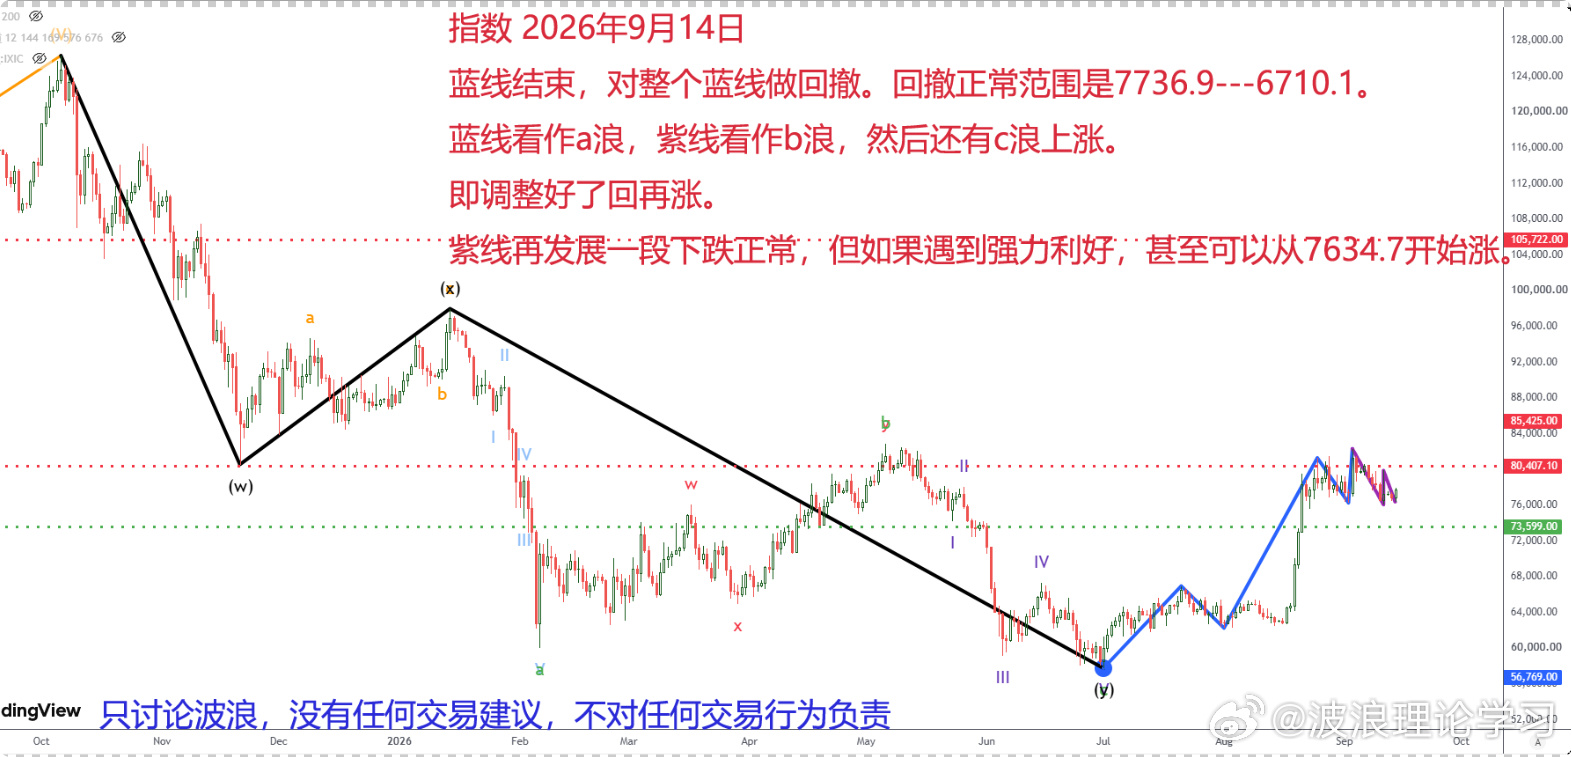 200
指数 2026年9月14日
12 144 169 576 676
:IXIC
蓝线结束，对整个蓝线做回撤。回撤正常范围是7736.9---6710.1。
蓝线看作a浪，紫线看作b浪，然后还有c浪上涨。
即调整好了回再涨。
紫线再发展一段下跌正常，但如果遇到强力利好，甚至可以从7634.7开始涨。
128,000.00
124,000.00
120,000.00
116,000.00
112,000.00
108,000.00
105,722.00
104,000.00
100,000.00
96,000.00
92,000.00
88,000.00
85,425.00
84,000.00
80,407.10
76,000.00
73,599.00
72,000.00
68,000.00
64,000.00
60,000.00
56,769.00
52,000.00
(x)
a
II
b
I
IV
(w)
III
w
x
a
b
II
I
IV
III
(y)
dingView
只讨论波浪，没有任何交易建议，不对任何交易行为负责
@波浪理论学习
Oct Nov Dec 2026 Feb Mar Apr May Jun Jul Aug Sep Oct A